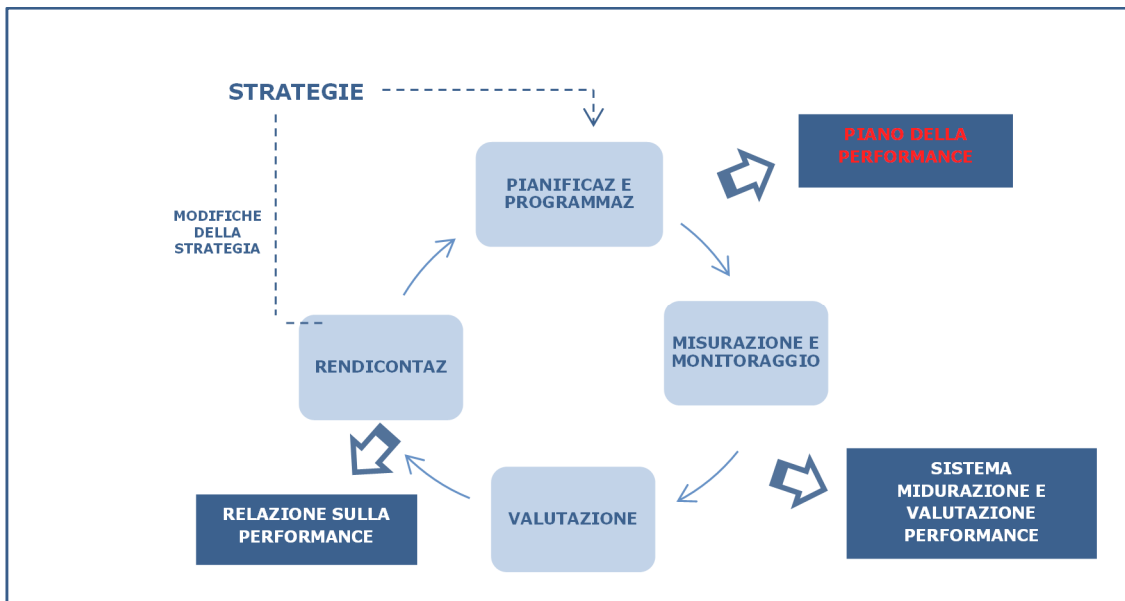 STRATEGIE
PIANO DELLA
PERFORMANCE
PIANIFICAZ E
PROGRAMMAZ
MODIFICHE
DELLA
STRATEGIA
MISURAZIONE E
MONITORAGGIO
RENDICONTAZ
SISTEMA
MIDURAZIONE E
VALUTAZIONE
PERFORMANCE
VALUTAZIONE
RELAZIONE SULLA
PERFORMANCE